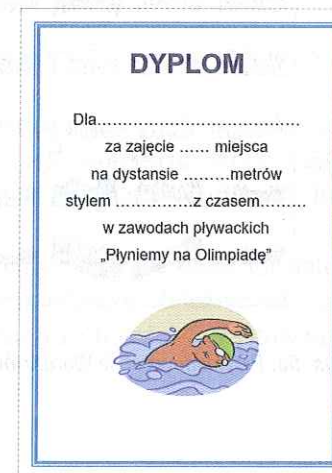 DYPLOM
Dla....................................
za zajęcie ...... miejsca
na dystansie .........metrów
stylem ...............z czasem.........
w zawodach pływackich
„Płyniemy na Olimpiadę”